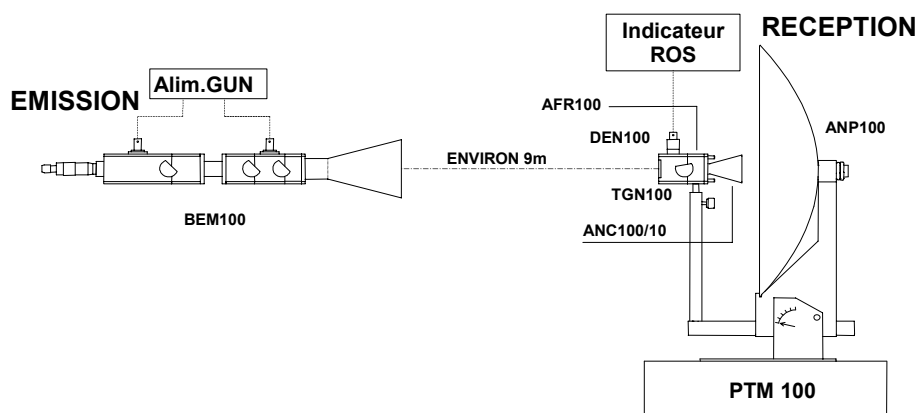 Indicateur
ROS
RECEPTION
Alim.GUN
EMISSION
AFR100
ANP100
DEN100
ENVIRON 9m
TGN100
BEM100
ANC100/10
PTM 100